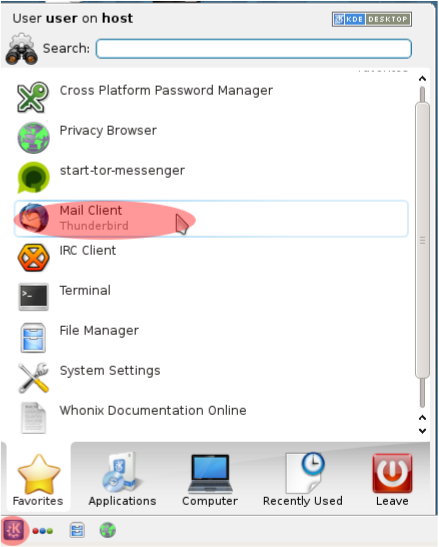 User user on host
KDE DESKTOP
Search:
Favorites
Cross Platform Password Manager
Privacy Browser
start-tor-messenger
Mail Client
Thunderbird
IRC Client
Terminal
File Manager
System Settings
Whonix Documentation Online
Favorites
Applications
Computer
Recently Used
Leave